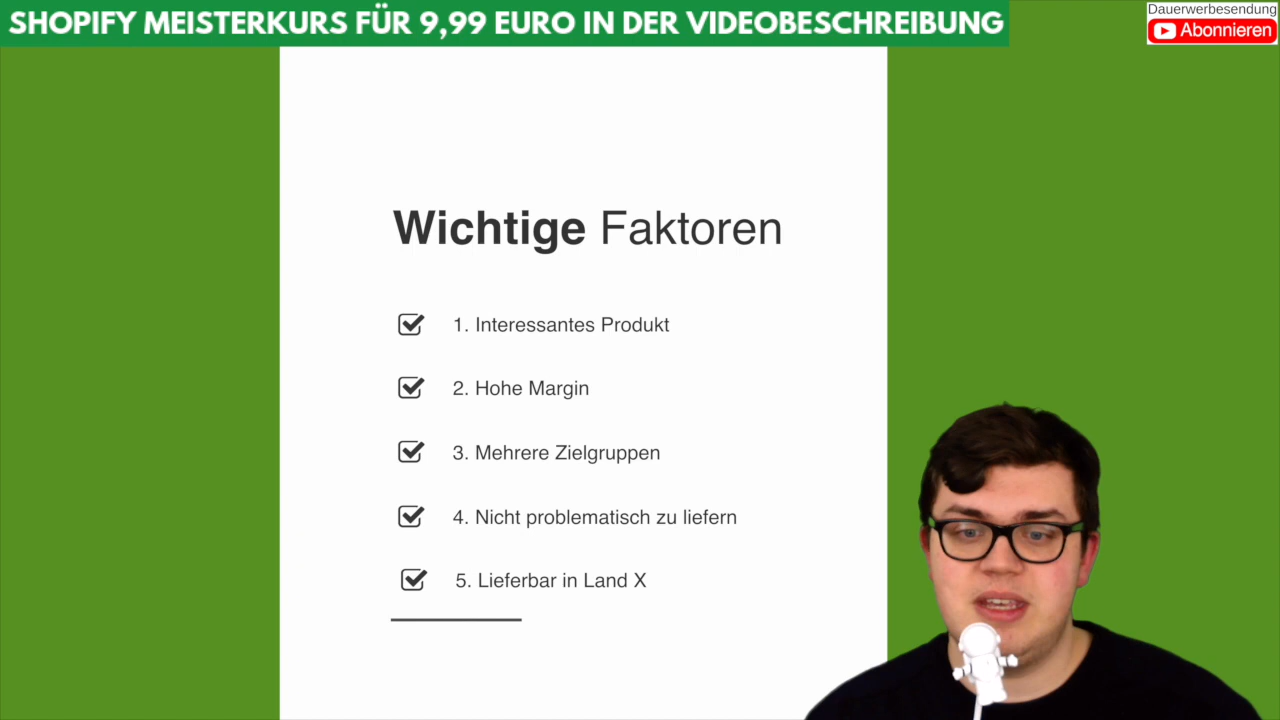 SHOPIFY MEISTERKURS FÜR 9,99 EURO IN DER VIDEOBESCHREIBUNG
Dauerwerbesendung
Abonnieren
Wichtige Faktoren
1. Interessantes Produkt
2. Hohe Margin
3. Mehrere Zielgruppen
4. Nicht problematisch zu liefern
5. Lieferbar in Land X